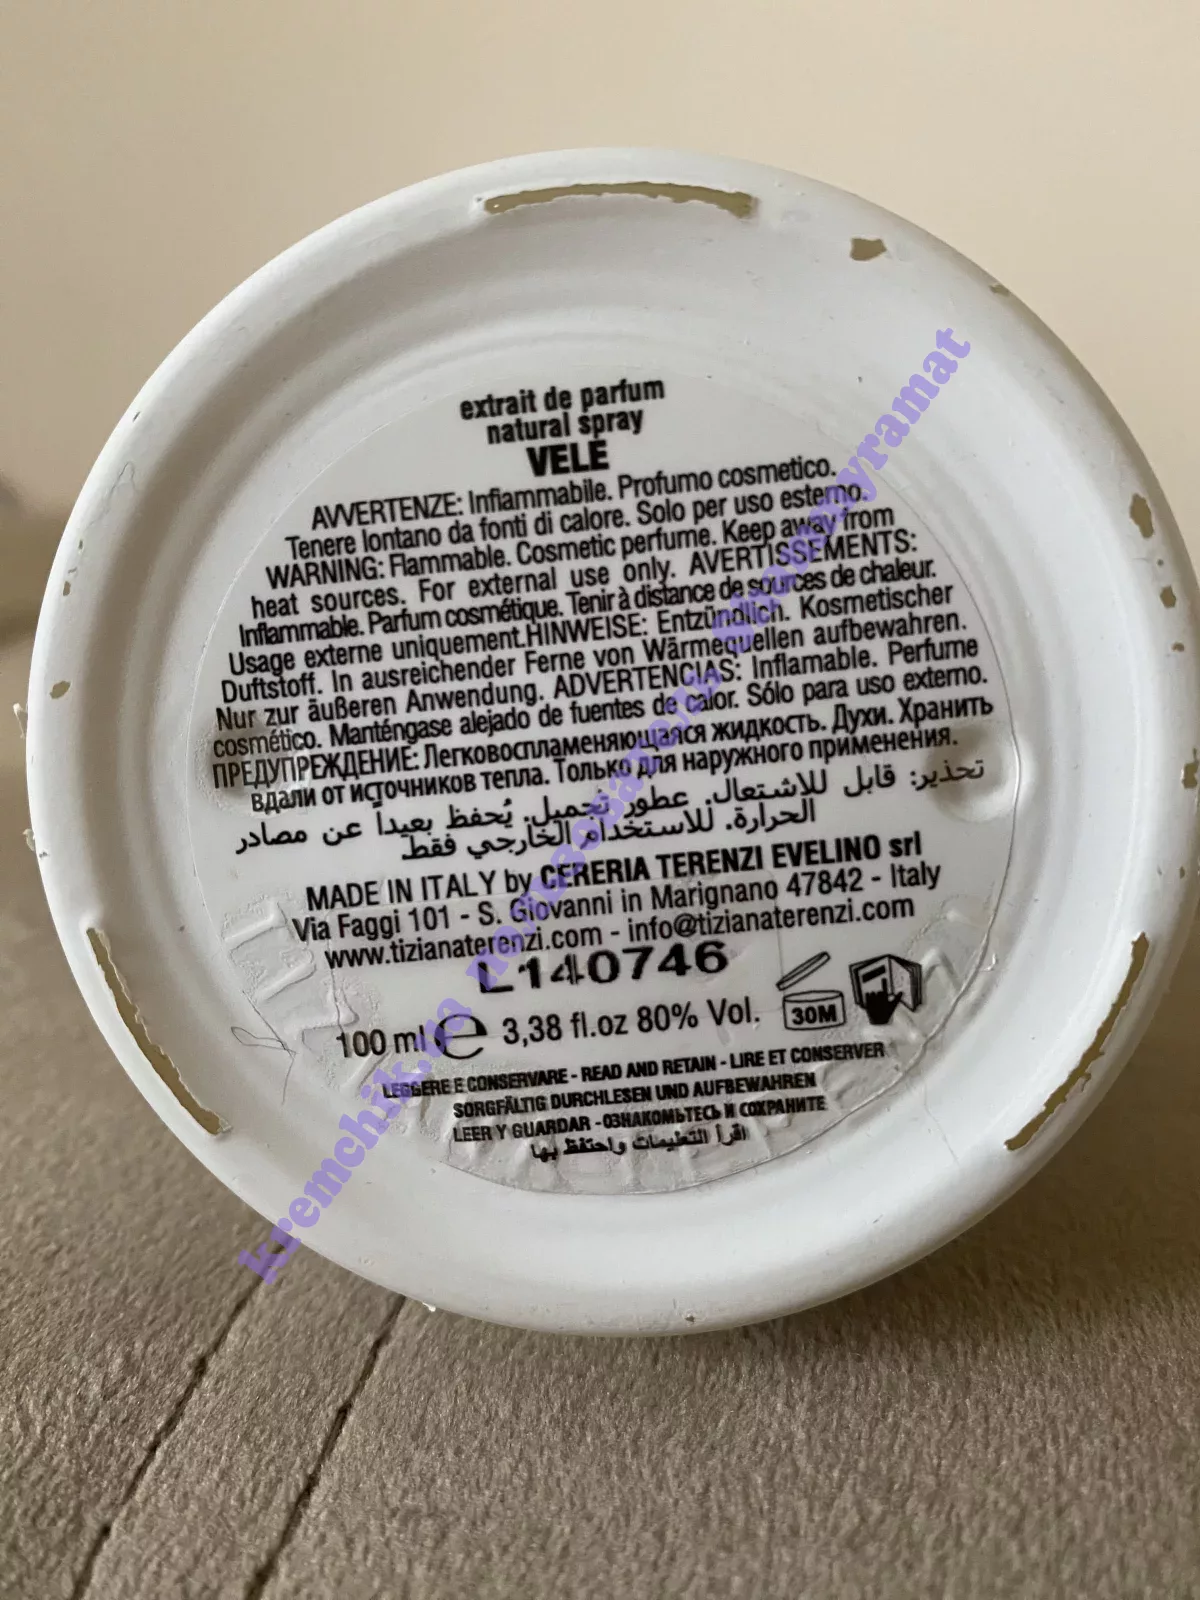 extrait de parfum
natural spray
VELE
AVVERTENZE: Infiammabile. Profumo cosmetico.
Tenere lontano da fonti di calore. Solo per uso esterno.
WARNING: Flammable. Cosmetic perfume. Keep away from
heat sources. For external use only. AVERTISSEMENTS:
Inflammable. Parfum cosmétique. Tenir à distance de sources de chaleur.
Usage externe uniquement.HINWEISE: Entzündlich. Kosmetischer
Duftstoff. In ausreichender Ferne von Wärmequellen aufbewahren.
Nur zur äußeren Anwendung. ADVERTENCIAS: Inflamable. Perfume
cosmético. Manténgase alejado de fuentes de calor. Sólo para uso externo.
ПРЕДУПРЕЖДЕНИЕ: Легковоспламеняющаяся жидкость. Духи. Хранить
вдали от источников тепла. Только для наружного применения.
تحذير: قابل للاشتعال. عطور تجميل. يُحفظ بعيداً عن مصادر
الحرارة. للاستخدام الخارجي فقط
MADE IN ITALY by CERERIA TERENZI EVELINO srl
Via Faggi 101 - S. Giovanni in Marignano 47842 - Italy
www.tizianaterenzi.com - info@tizianaterenzi.com
L140746
100 ml e 3,38 fl.oz 80% Vol. 30M
LEGGERE E CONSERVARE - READ AND RETAIN - LIRE ET CONSERVER
SORGFÄLTIG DURCHLESEN UND AUFBEWAHREN
LEER Y GUARDAR - ОЗНАКОМЬТЕСЬ И СОХРАНИТЕ
اقرأ التعليمات واحتفظ بها
kremchik.ua